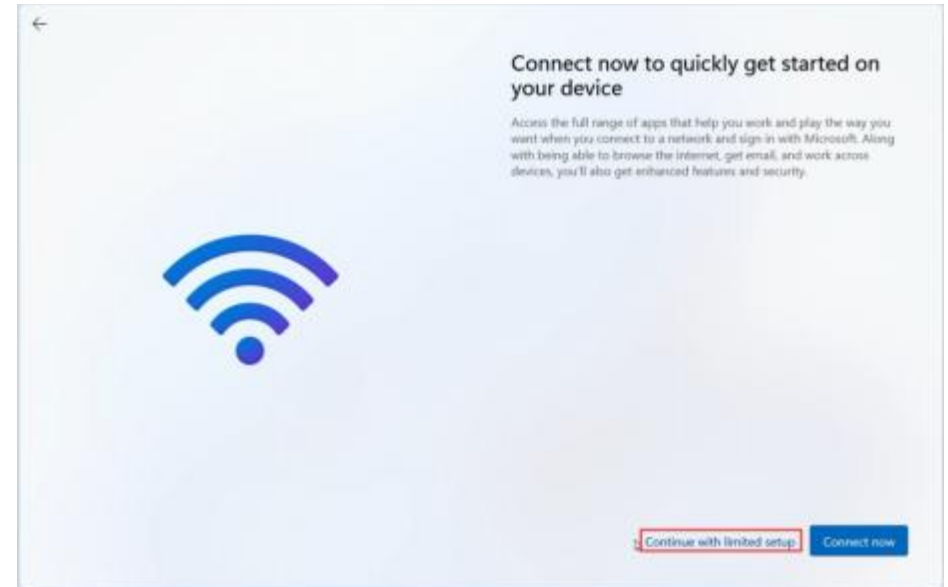 Connect now to quickly get started on
your device
Access the full range of apps that help you work and play the way you
want when you connect to a network and sign in with Microsoft. Along
with being able to browse the internet, get email, and work across
devices, you'll also get enhanced features and security.
Continue with limited setup
Connect now